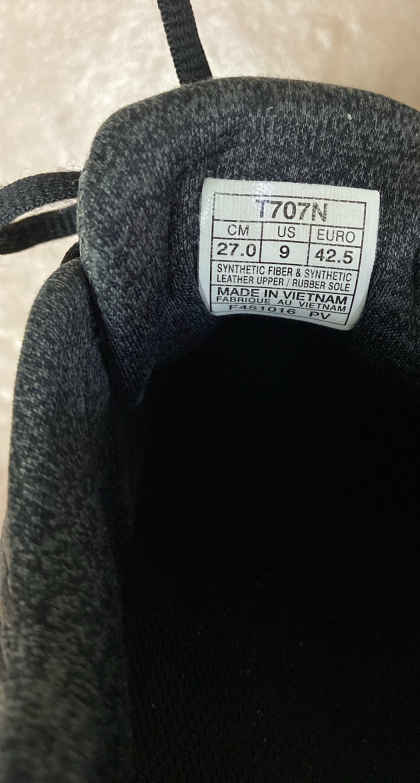 T707N
CM US EURO
27.0 9 42.5
SYNTHETIC FIBER & SYNTHETIC
LEATHER UPPER / RUBBER SOLE
MADE IN VIETNAM
FABRIQUE AU VIETNAM
F451016 PV